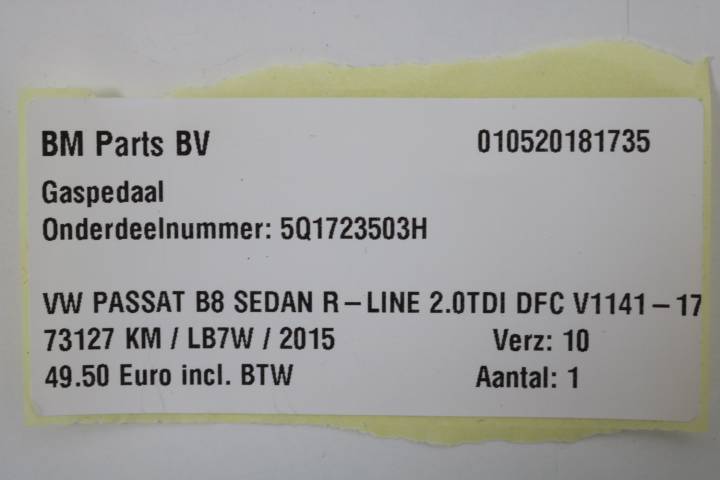 BM Parts BV 010520181735
Gaspedaal
Onderdeelnummer: 5Q1723503H
VW PASSAT B8 SEDAN R-LINE 2.0TDI DFC V1141-17
73127 KM / LB7W / 2015 Verz: 10
49.50 Euro incl. BTW Aantal: 1